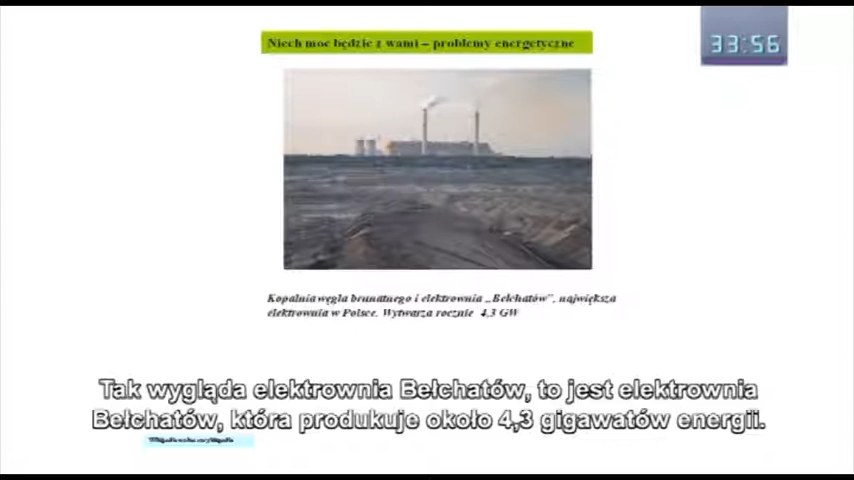 Niech moc będzie z wami – problemy energetyczne
33:56
Kopalnia węgla brunatnego i elektrownia „Bełchatów”, największa
elektrownia w Polsce. Wytwarza rocznie 4,3 GW
Tak wygląda elektrownia Bełchatów, to jest elektrownia
Bełchatów, która produkuje około 4,3 gigawatów energii.